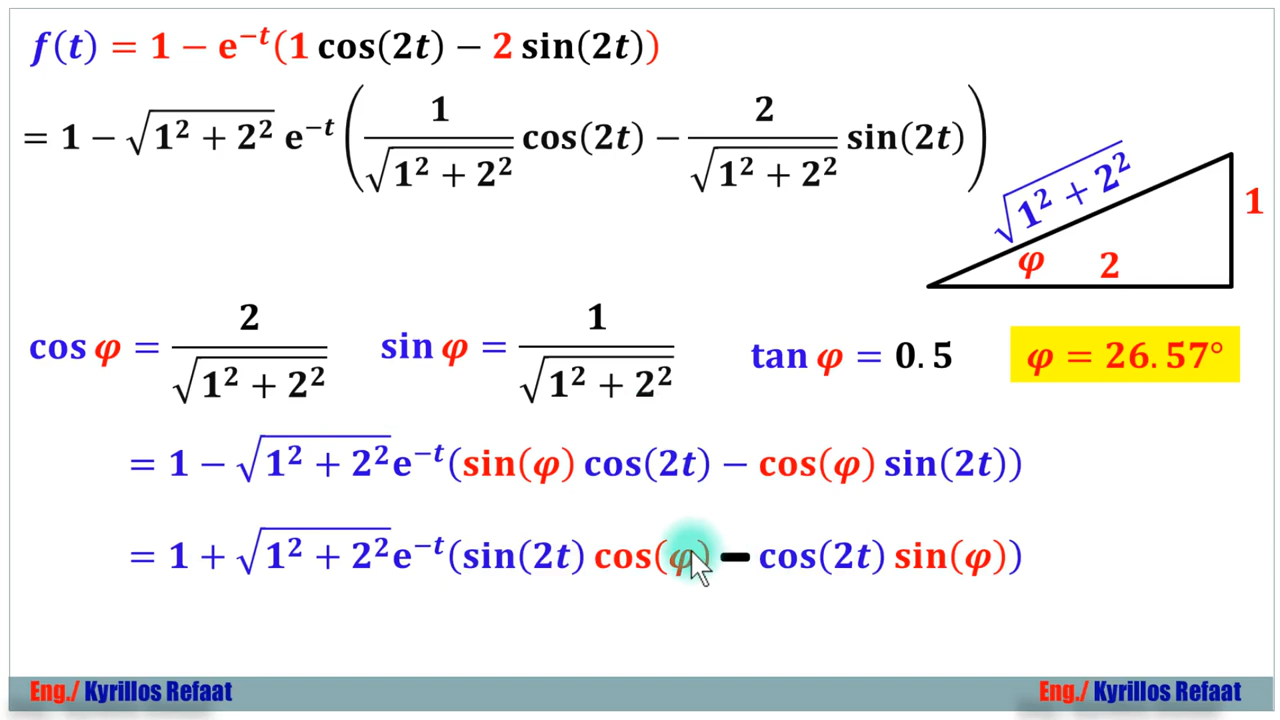 f(t) = 1 − e⁻ᵗ(1 cos(2t) − 2 sin(2t))
= 1 − √(1² + 2²) e⁻ᵗ (1/√(1² + 2²) cos(2t) − 2/√(1² + 2²) sin(2t))
√(1² + 2²)
1
φ 2
cos φ = 2/√(1² + 2²) sin φ = 1/√(1² + 2²) tan φ = 0.5 φ = 26.57°
= 1 − √(1² + 2²)e⁻ᵗ(sin(φ) cos(2t) − cos(φ) sin(2t))
= 1 + √(1² + 2²)e⁻ᵗ(sin(2t) cos(φ) − cos(2t) sin(φ))
Eng./ Kyrillos Refaat Eng./ Kyrillos Refaat